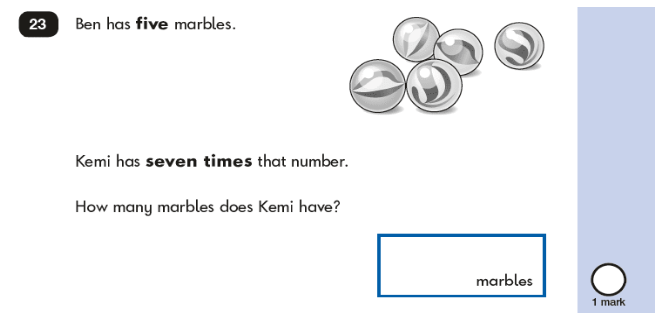 23 Ben has five marbles.
Kemi has seven times that number.
How many marbles does Kemi have?
marbles
1 mark